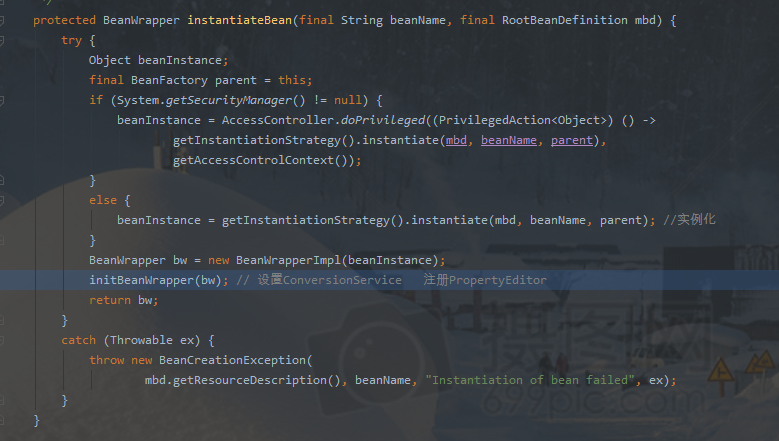 */
protected BeanWrapper instantiateBean(final String beanName, final RootBeanDefinition mbd) {
try {
Object beanInstance;
final BeanFactory parent = this;
if (System.getSecurityManager() != null) {
beanInstance = AccessController.doPrivileged((PrivilegedAction<Object>) () ->
getInstantiationStrategy().instantiate(mbd, beanName, parent),
getAccessControlContext());
}
else {
beanInstance = getInstantiationStrategy().instantiate(mbd, beanName, parent); //实例化
}
BeanWrapper bw = new BeanWrapperImpl(beanInstance);
initBeanWrapper(bw); // 设置ConversionService 注册PropertyEditor
return bw;
}
catch (Throwable ex) {
throw new BeanCreationException(
mbd.getResourceDescription(), beanName, "Instantiation of bean failed", ex);
}
}